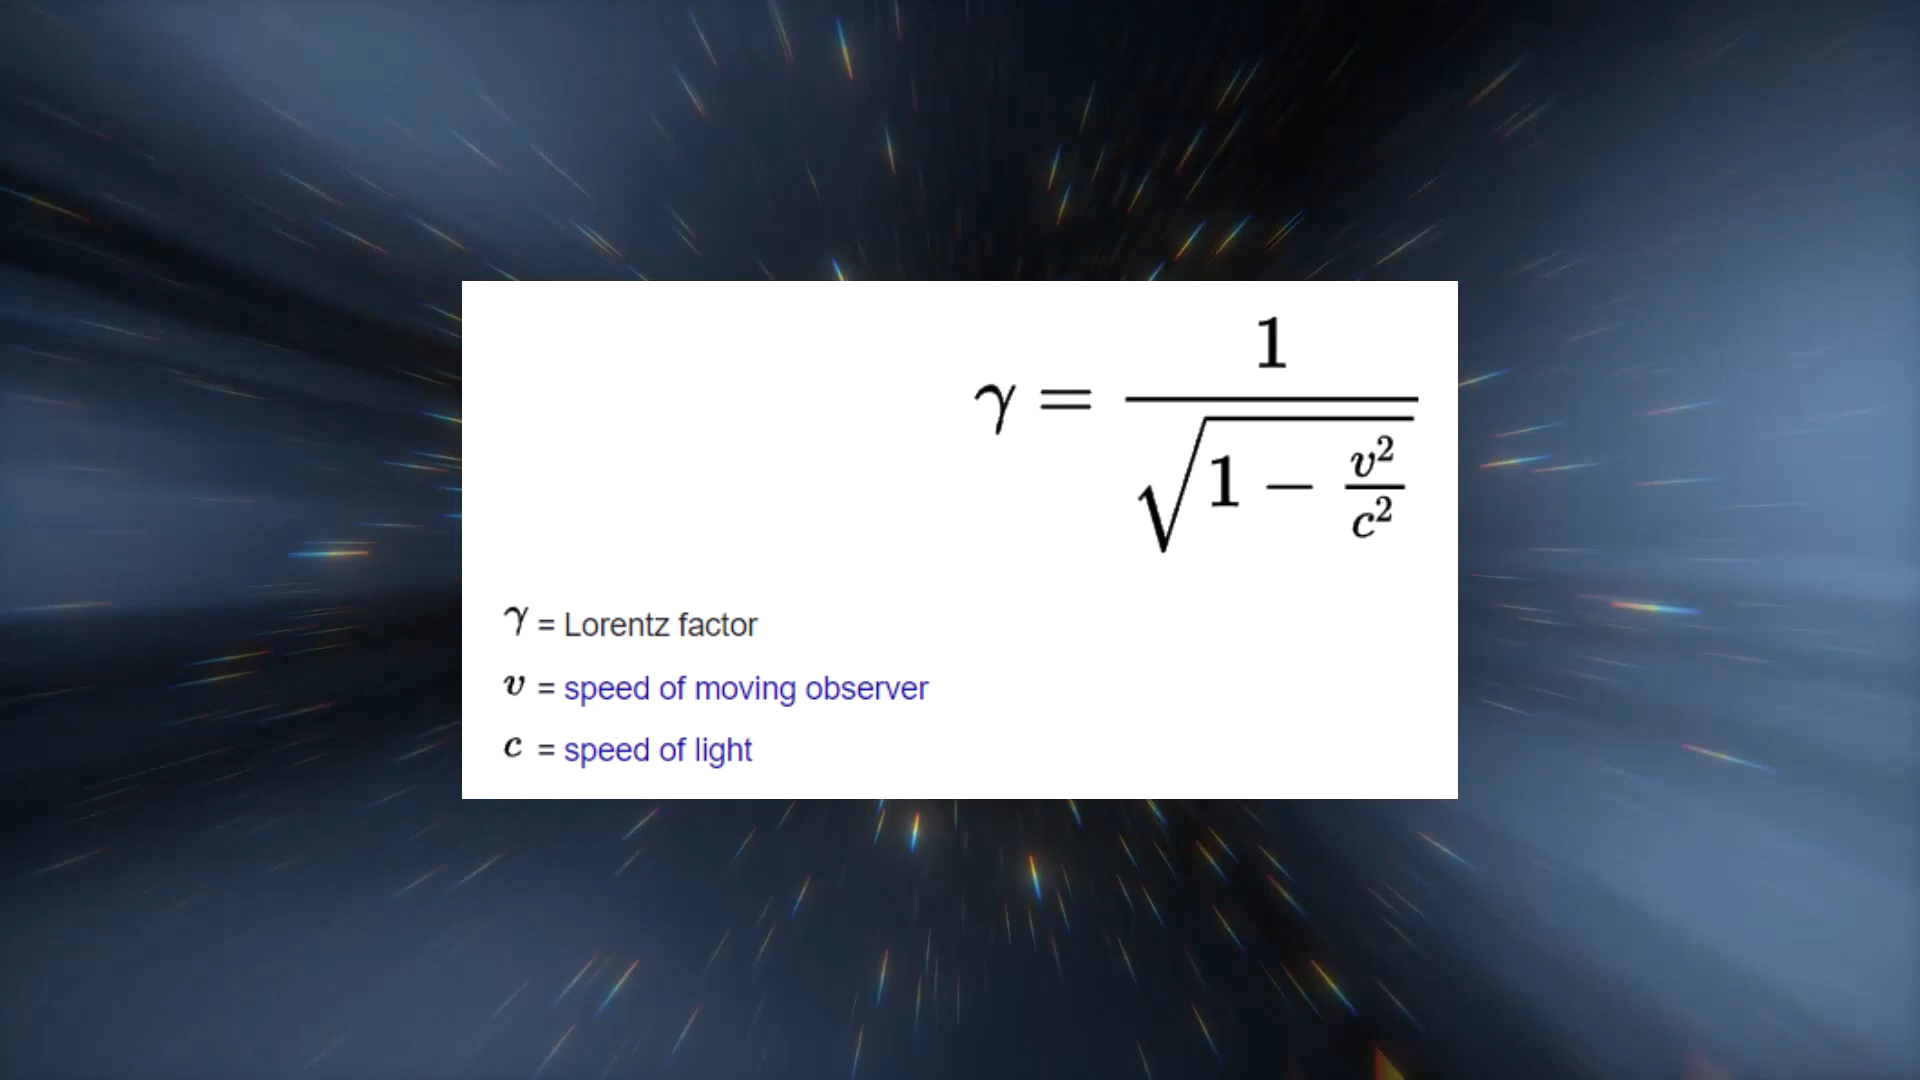 γ = 1 / √(1 − v²/c²)
γ = Lorentz factor
v = speed of moving observer
c = speed of light